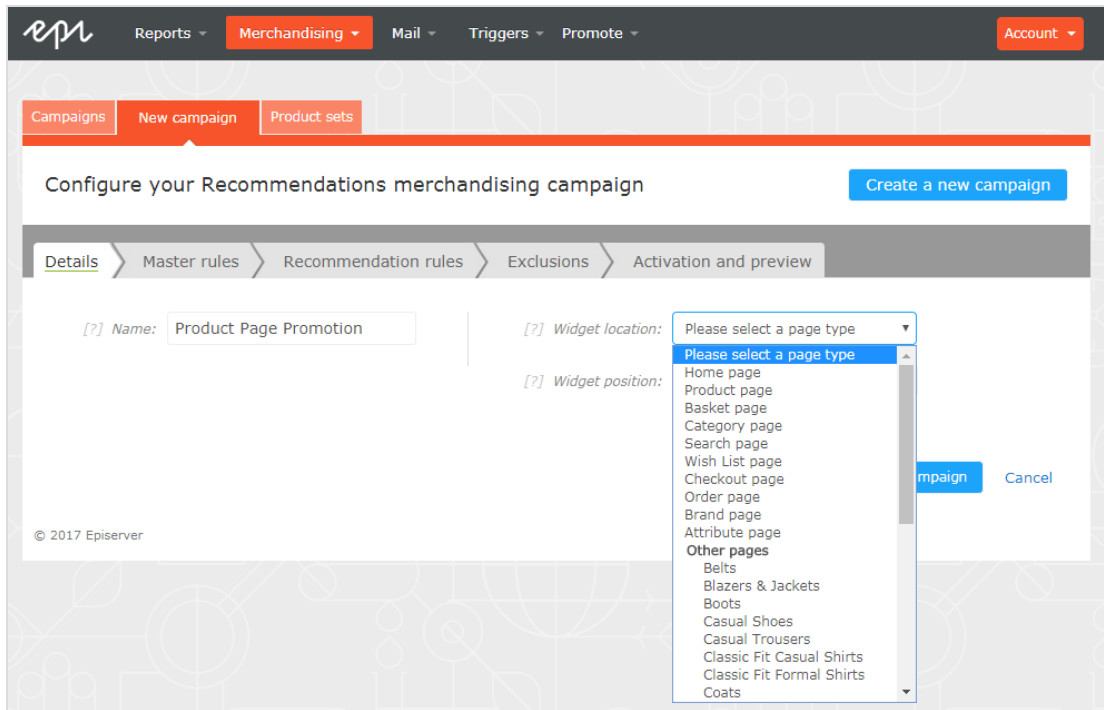 epi Reports Merchandising Mail Triggers Promote Account
Campaigns New campaign Product sets
Configure your Recommendations merchandising campaign Create a new campaign
Details Master rules Recommendation rules Exclusions Activation and preview
[?] Name: Product Page Promotion [?] Widget location: Please select a page type
Please select a page type
Home page
Product page
[?] Widget position:
Basket page
Category page
Search page
Wish List page
Checkout page
mpaign Cancel
Order page
Brand page
Attribute page
© 2017 Episerver
Other pages
Belts
Blazers & Jackets
Boots
Casual Shoes
Casual Trousers
Classic Fit Casual Shirts
Classic Fit Formal Shirts
Coats